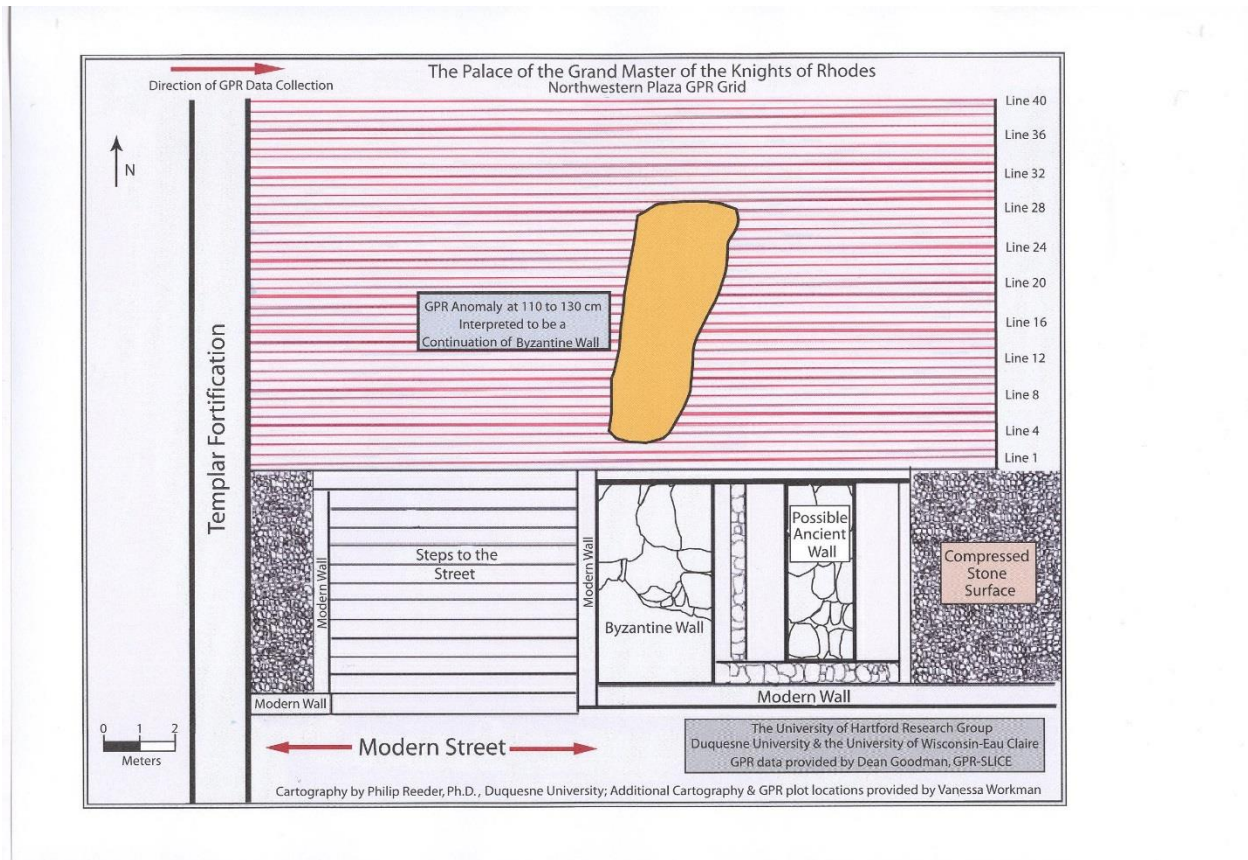 The Palace of the Grand Master of the Knights of Rhodes
Northwestern Plaza GPR Grid
Direction of GPR Data Collection
N
Line 40
Line 36
Line 32
Line 28
Line 24
Line 20
Line 16
Line 12
Line 8
Line 4
Line 1
GPR Anomaly at 110 to 130 cm
Interpreted to be a
Continuation of Byzantine Wall
Templar Fortification
Modern Wall
Steps to the
Street
Modern Wall
Byzantine Wall
Possible
Ancient
Wall
Compressed
Stone
Surface
Modern Wall
Modern Wall
0 1 2
Meters
Modern Street
The University of Hartford Research Group
Duquesne University & the University of Wisconsin-Eau Claire
GPR data provided by Dean Goodman, GPR-SLICE
Cartography by Philip Reeder, Ph.D., Duquesne University; Additional Cartography & GPR plot locations provided by Vanessa Workman